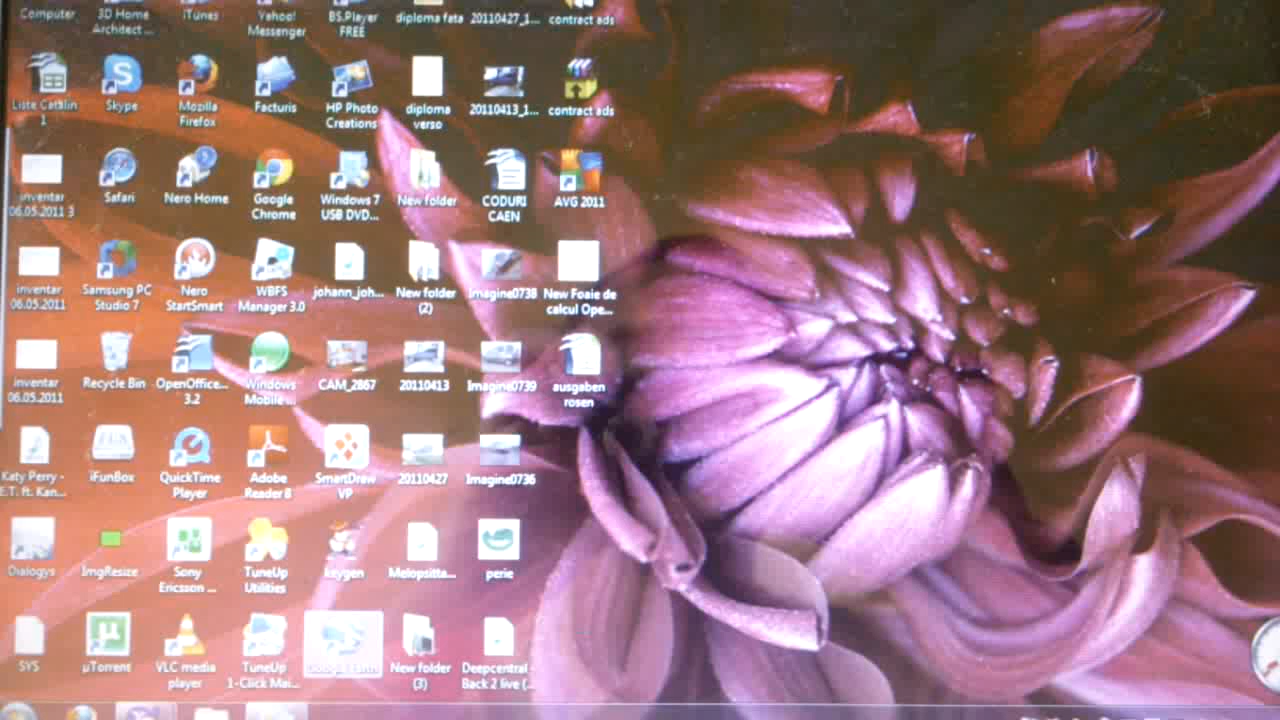 Computer
3D Home
Architect ...
iTunes
Yahoo!
Messenger
BS.Player
FREE
diploma fata
20110427_1...
contract ads
Liste Catalin
1
Skype
Mozilla
Firefox
Facturis
HP Photo
Creations
diploma
verso
20110413_1...
contract ads
inventar
06.05.2011 3
Safari
Nero Home
Google
Chrome
Windows 7
USB DVD...
New folder
CODURI
CAEN
AVG 2011
inventar
06.05.2011
Samsung PC
Studio 7
Nero
StartSmart
WBFS
Manager 3.0
johann_joh...
New folder
(2)
Imagine0738
New Foaie de
calcul Ope...
inventar
06.05.2011
Recycle Bin
OpenOffice...
3.2
Windows
Mobile ...
CAM_2867
20110413
Imagine0739
ausgaben
rosen
Katy Perry -
E.T. ft. Kan...
iFunBox
QuickTime
Player
Adobe
Reader 8
SmartDraw
VP
20110427
Imagine0736
Dialogys
ImgResize
Sony
Ericsson ...
TuneUp
Utilities
keygen
Melopsitta...
perie
SYS
µTorrent
VLC media
player
TuneUp
1-Click Mai...
Google Earth
New folder
(3)
Deepcentral -
Back 2 live (...